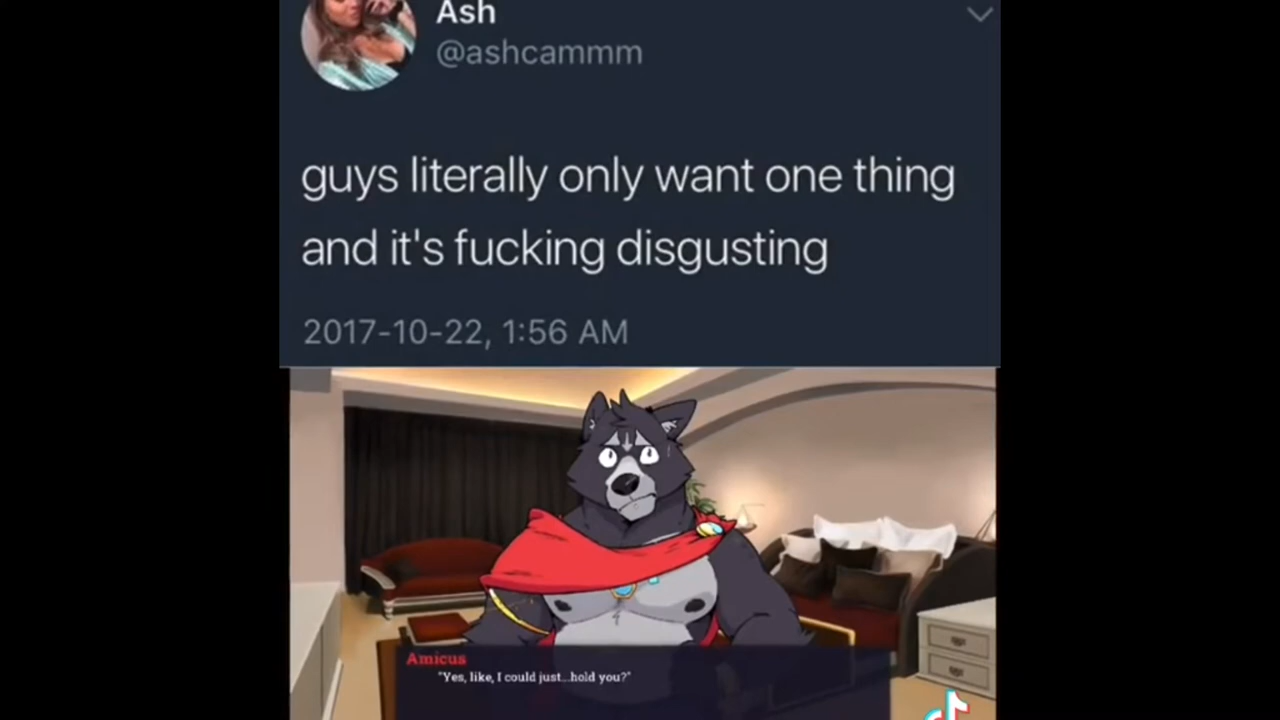 Ash
@ashcammm
guys literally only want one thing
and it's fucking disgusting
2017-10-22, 1:56 AM
Amicus
"Yes, like, I could just...hold you?"